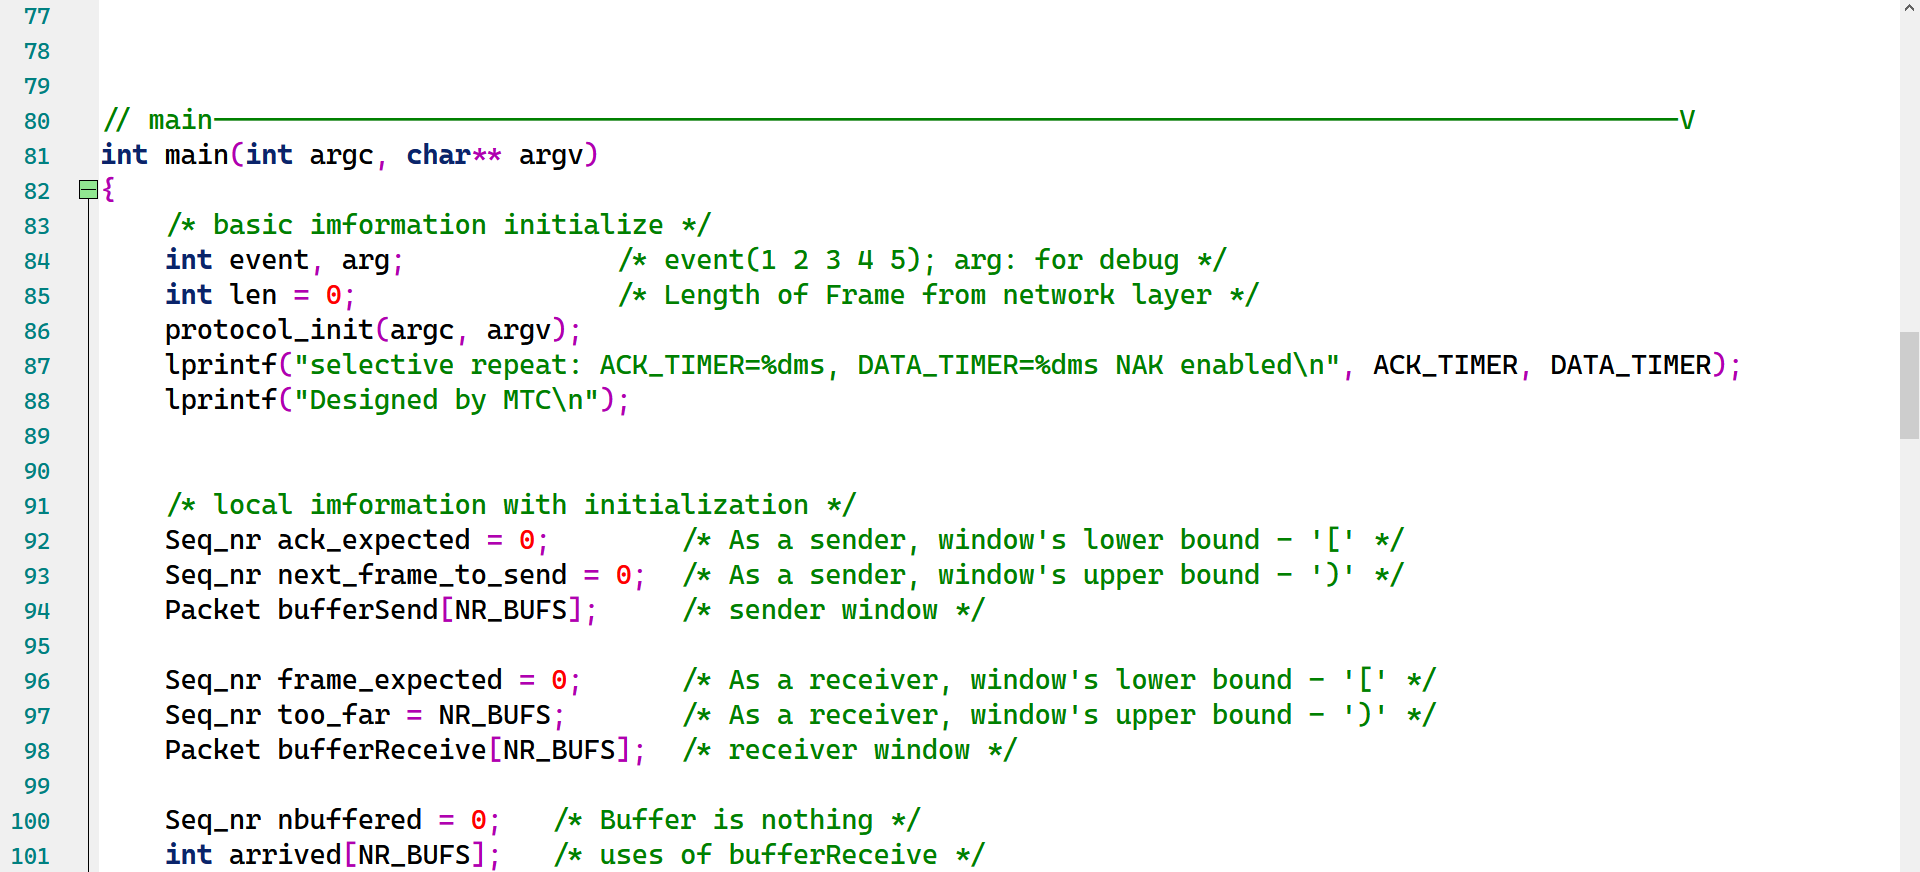 77
78
79
80 // main————————————————————————————————————————V
81 int main(int argc, char** argv)
82 {
83 /* basic imformation initialize */
84 int event, arg; /* event(1 2 3 4 5); arg: for debug */
85 int len = 0; /* Length of Frame from network layer */
86 protocol_init(argc, argv);
87 lprintf("selective repeat: ACK_TIMER=%dms, DATA_TIMER=%dms NAK enabled\n", ACK_TIMER, DATA_TIMER);
88 lprintf("Designed by MTC\n");
89
90
91 /* local imformation with initialization */
92 Seq_nr ack_expected = 0; /* As a sender, window's lower bound - '[' */
93 Seq_nr next_frame_to_send = 0; /* As a sender, window's upper bound - ')' */
94 Packet bufferSend[NR_BUFS]; /* sender window */
95
96 Seq_nr frame_expected = 0; /* As a receiver, window's lower bound - '[' */
97 Seq_nr too_far = NR_BUFS; /* As a receiver, window's upper bound - ')' */
98 Packet bufferReceive[NR_BUFS]; /* receiver window */
99
100 Seq_nr nbuffered = 0; /* Buffer is nothing */
101 int arrived[NR_BUFS]; /* uses of bufferReceive */